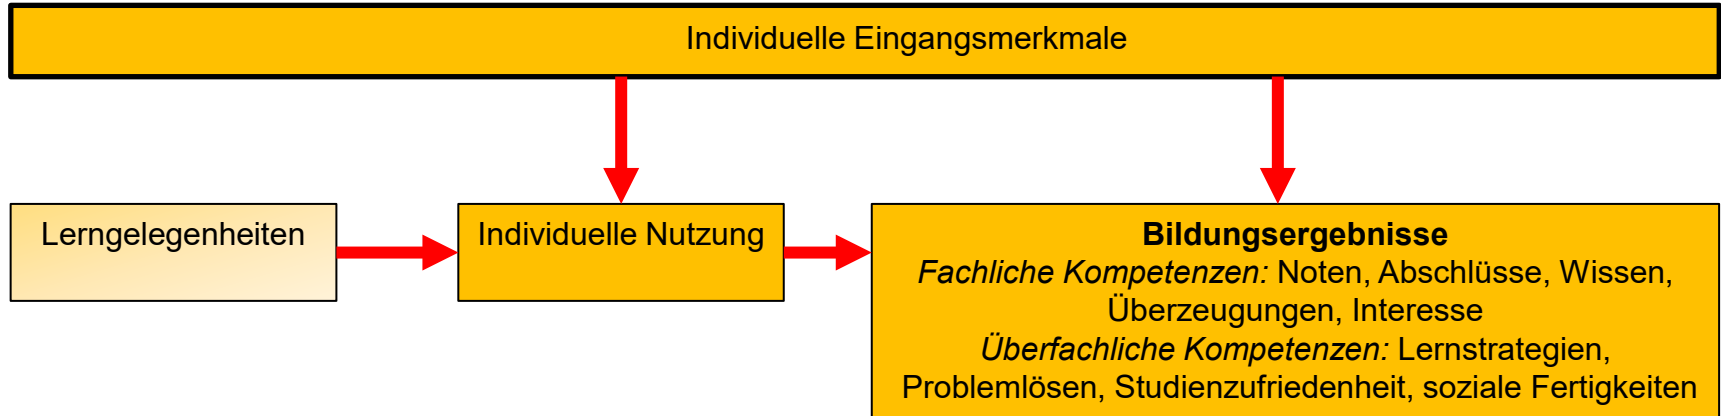 Individuelle Eingangsmerkmale
Lerngelegenheiten
Individuelle Nutzung
Bildungsergebnisse
Fachliche Kompetenzen: Noten, Abschlüsse, Wissen,
Überzeugungen, Interesse
Überfachliche Kompetenzen: Lernstrategien,
Problemlösen, Studienzufriedenheit, soziale Fertigkeiten